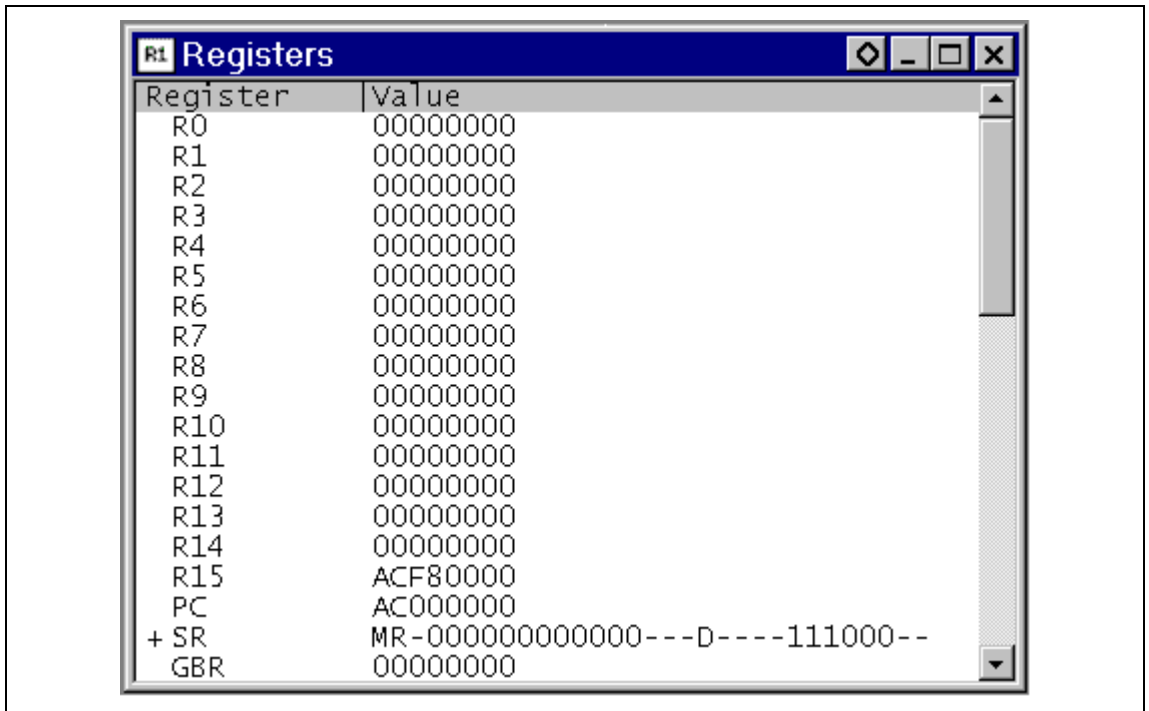 R1 Registers
Register |Value
R0 00000000
R1 00000000
R2 00000000
R3 00000000
R4 00000000
R5 00000000
R6 00000000
R7 00000000
R8 00000000
R9 00000000
R10 00000000
R11 00000000
R12 00000000
R13 00000000
R14 00000000
R15 ACF80000
PC AC000000
+ SR MR-000000000000---D----111000--
GBR 00000000